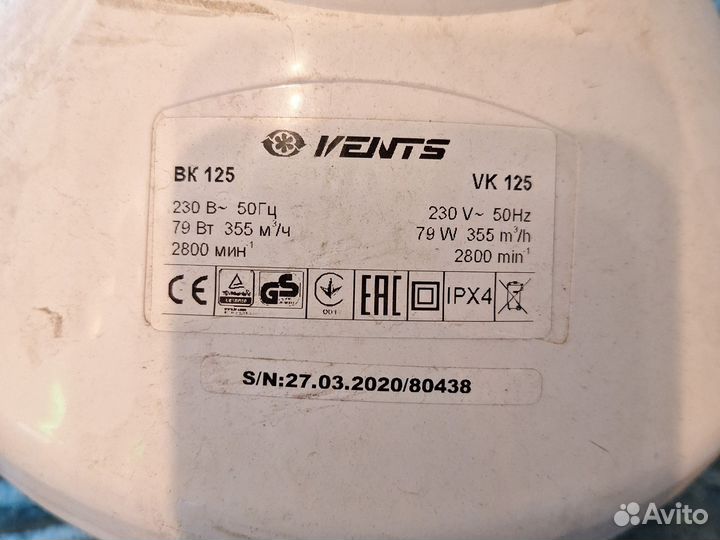 VENTS
ВК 125
VK 125
230 В~ 50Гц
230 V~ 50Hz
79 Вт 355 м³/ч
79 W 355 m³/h
2800 мин⁻¹
2800 min⁻¹
CE GS EAC IPX4
S/N:27.03.2020/80438
Avito